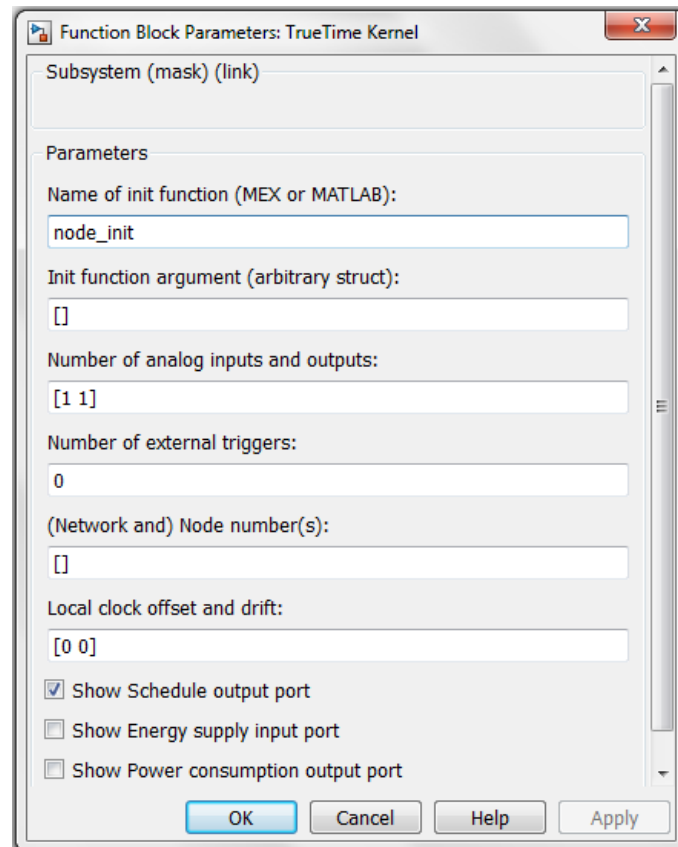 Function Block Parameters: TrueTime Kernel
Subsystem (mask) (link)
Parameters
Name of init function (MEX or MATLAB):
node_init
Init function argument (arbitrary struct):
[]
Number of analog inputs and outputs:
[1 1]
Number of external triggers:
0
(Network and) Node number(s):
[]
Local clock offset and drift:
[0 0]
Show Schedule output port
Show Energy supply input port
Show Power consumption output port
OK Cancel Help Apply